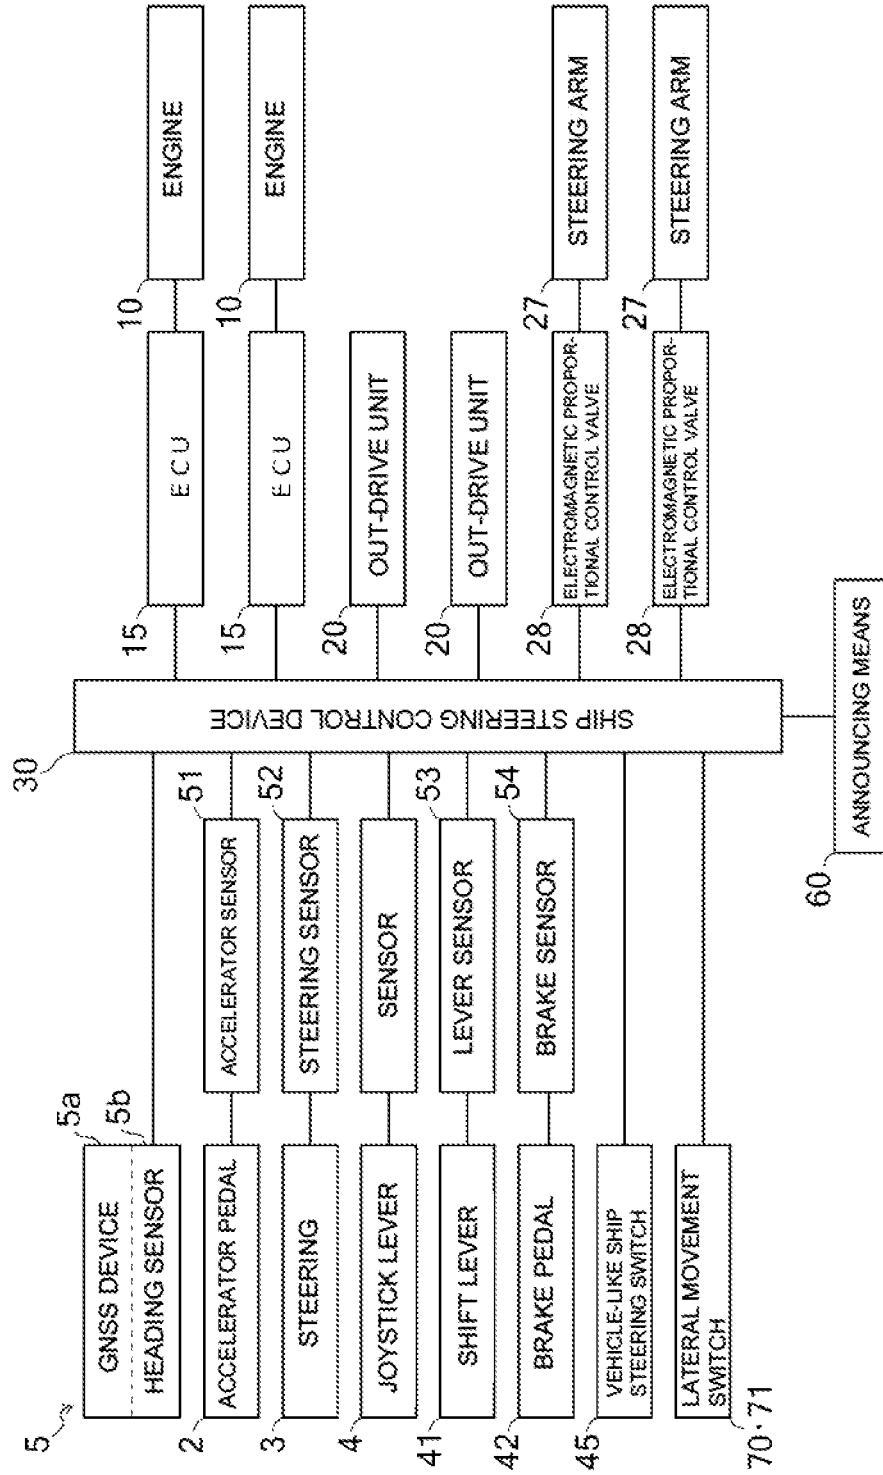 5
5a
5b
GNSS DEVICE
HEADING SENSOR
2
ACCELERATOR PEDAL
51
ACCELERATOR SENSOR
3
STEERING
52
STEERING SENSOR
4
JOYSTICK LEVER
SENSOR
41
SHIFT LEVER
53
LEVER SENSOR
42
BRAKE PEDAL
54
BRAKE SENSOR
45
VEHICLE-LIKE SHIP
STEERING SWITCH
70・71
LATERAL MOVEMENT
SWITCH
30
SHIP STEERING CONTROL DEVICE
60
ANNOUNCING MEANS
15
ECU
10
ENGINE
15
ECU
10
ENGINE
20
OUT-DRIVE UNIT
20
OUT-DRIVE UNIT
28
ELECTROMAGNETIC PROPOR-
TIONAL CONTROL VALVE
27
STEERING ARM
28
ELECTROMAGNETIC PROPOR-
TIONAL CONTROL VALVE
27
STEERING ARM